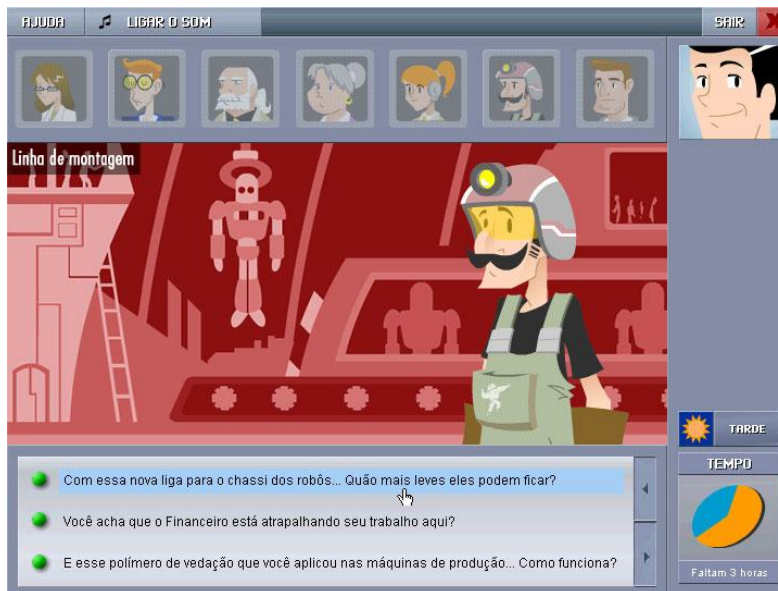 AJUDA
LIGAR O SOM
SAIR
Linha de montagem
Com essa nova liga para o chassi dos robôs... Quão mais leves eles podem ficar?
Você acha que o Financeiro está atrapalhando seu trabalho aqui?
E esse polímero de vedação que você aplicou nas máquinas de produção... Como funciona?
TARDE
TEMPO
Faltam 3 horas